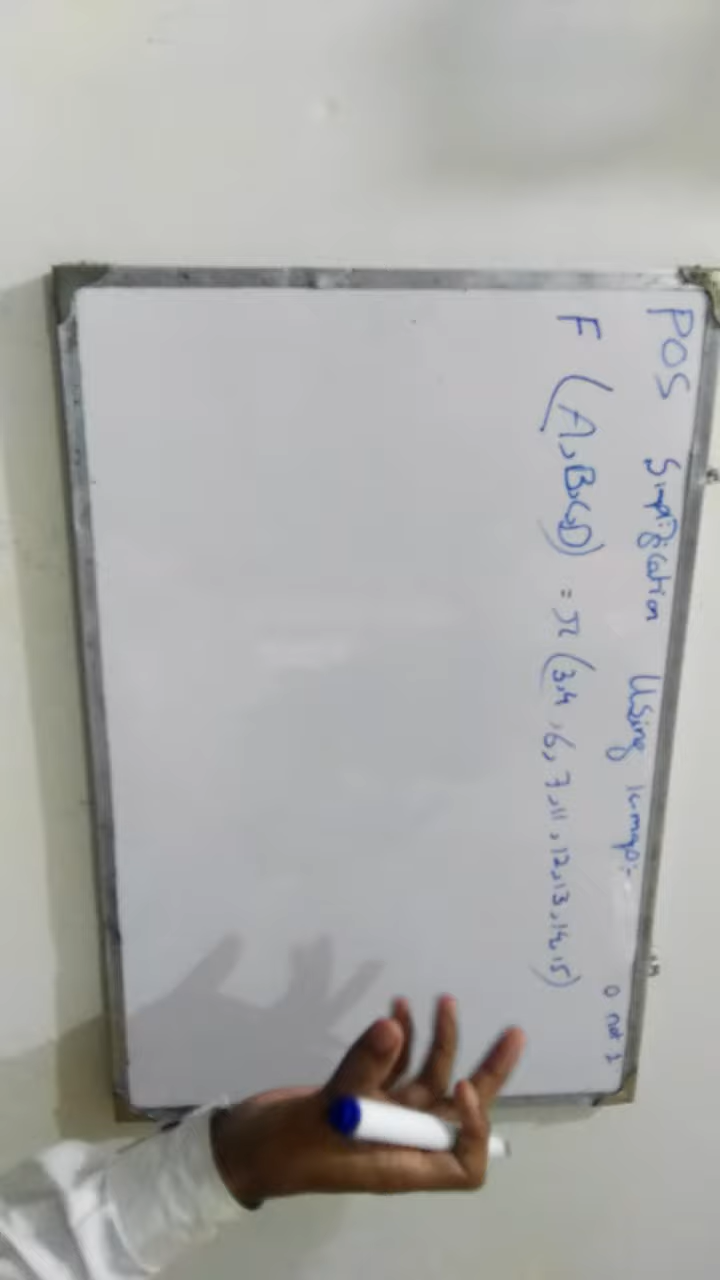 POS Simplification Using kmap:-
0 not 1
F (A,B,C,D) = π (3,4,6,7,11,12,13,14,15)